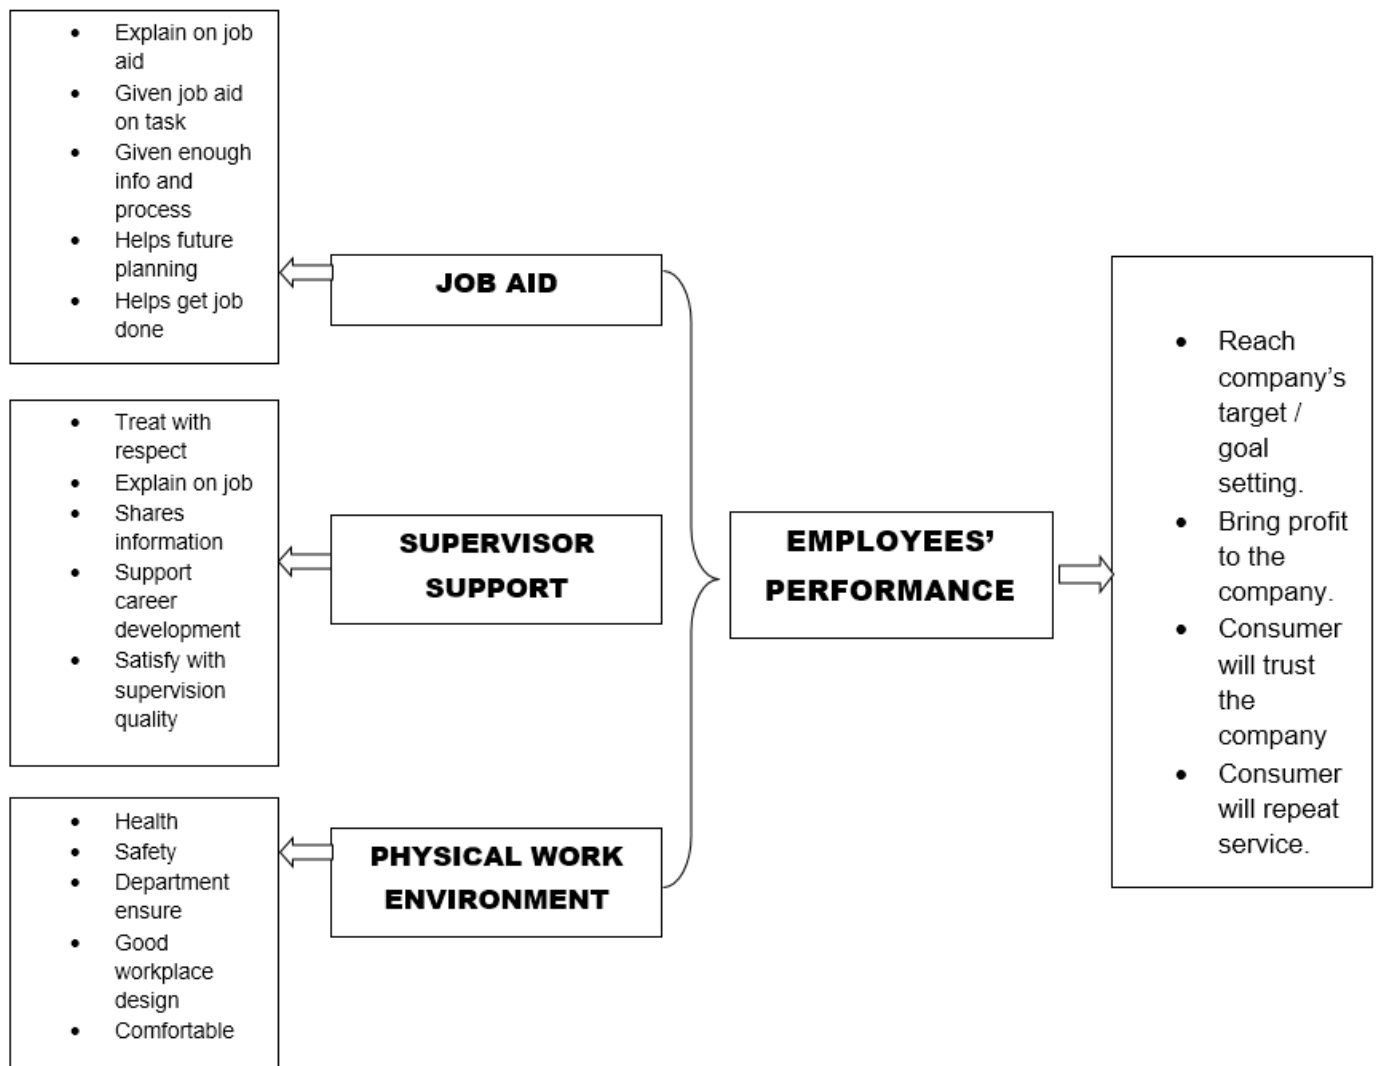 Explain on job
aid
Given job aid
on task
Given enough
info and
process
Helps future
planning
Helps get job
done
JOB AID
Treat with
respect
Explain on job
Shares
information
Support
career
development
Satisfy with
supervision
quality
SUPERVISOR
SUPPORT
Health
Safety
Department
ensure
Good
workplace
design
Comfortable
PHYSICAL WORK
ENVIRONMENT
EMPLOYEES’
PERFORMANCE
Reach
company’s
target /
goal
setting.
Bring profit
to the
company.
Consumer
will trust
the
company
Consumer
will repeat
service.